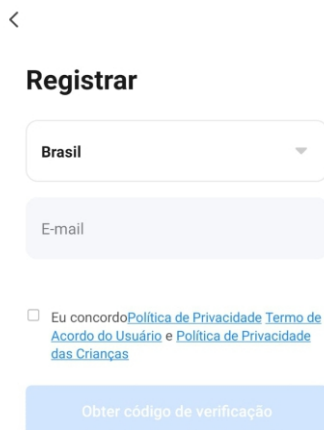 Registrar
Brasil
E-mail
Eu concordoPolítica de Privacidade Termo de
Acordo do Usuário e Política de Privacidade
das Crianças
Obter código de verificação